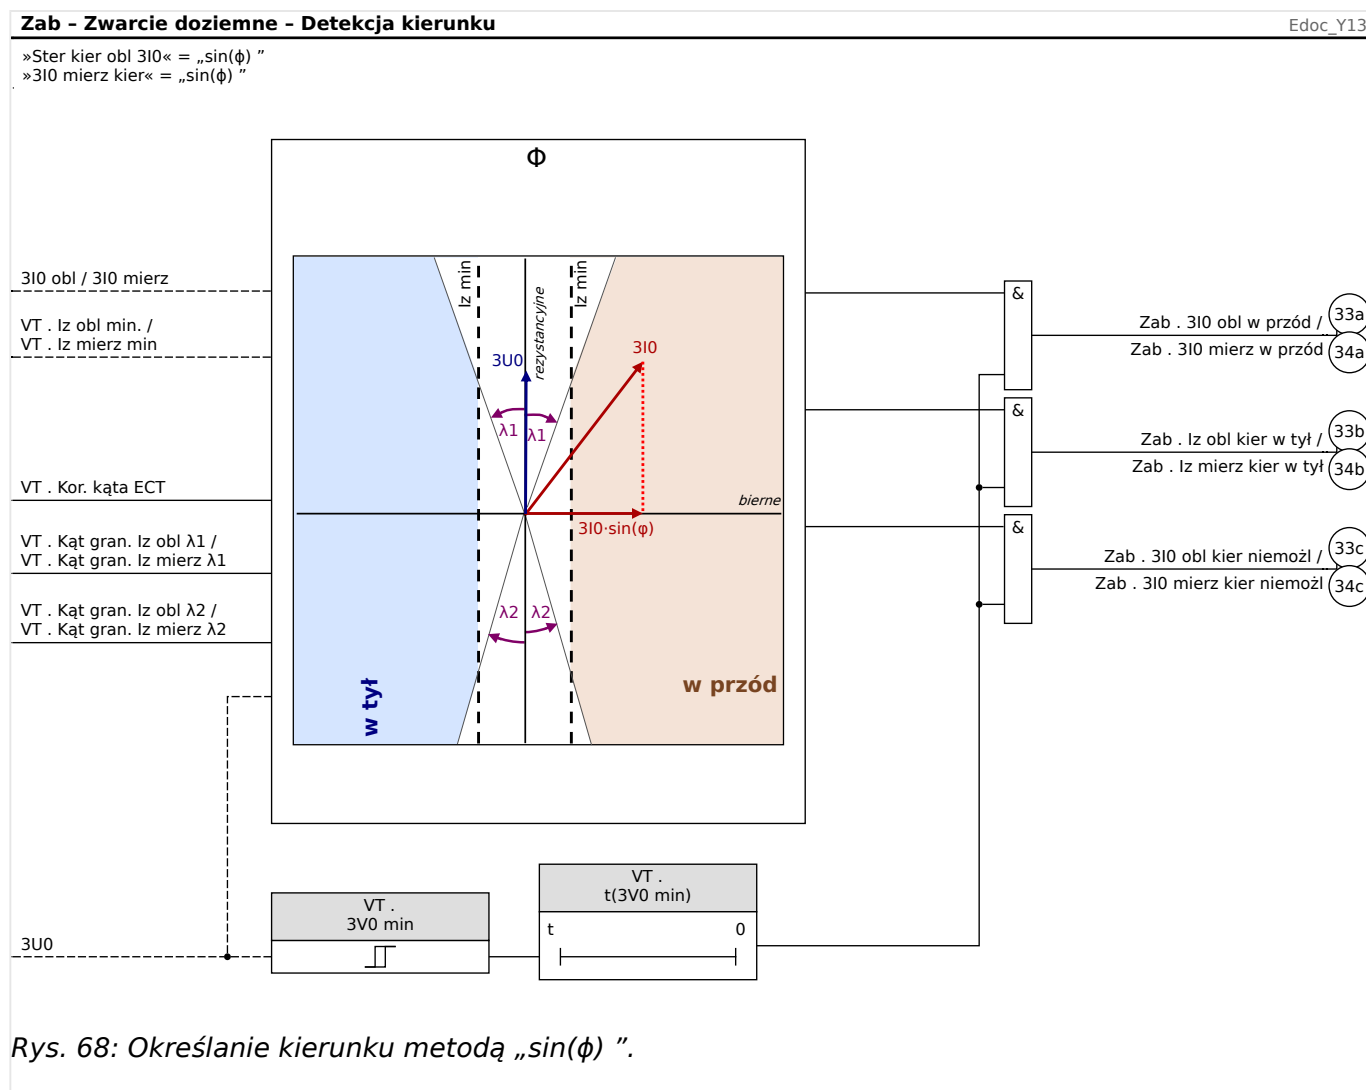 Zab – Zwarcie doziemne – Detekcja kierunku
Edoc_Y13
»Ster kier obl 3I0« = „sin(ϕ) ”
»3I0 mierz kier« = „sin(ϕ) ”
Φ
3I0 obl / 3I0 mierz
VT . Iz obl min. /
VT . Iz mierz min
VT . Kor. kąta ECT
VT . Kąt gran. Iz obl λ1 /
VT . Kąt gran. Iz mierz λ1
VT . Kąt gran. Iz obl λ2 /
VT . Kąt gran. Iz mierz λ2
3U0
Iz min
rezystancyjne
Iz min
3U0
3I0
λ1
λ1
bierne
3I0·sin(φ)
λ2
λ2
w tył
w przód
&
Zab . 3I0 obl w przód /
33a
Zab . 3I0 mierz w przód
34a
&
Zab . Iz obl kier w tył /
33b
Zab . Iz mierz kier w tył
34b
&
Zab . 3I0 obl kier niemożl /
33c
Zab . 3I0 mierz kier niemożl
34c
VT .
3V0 min
VT .
t(3V0 min)
t
0
Rys. 68: Określanie kierunku metodą „sin(ϕ) ”.